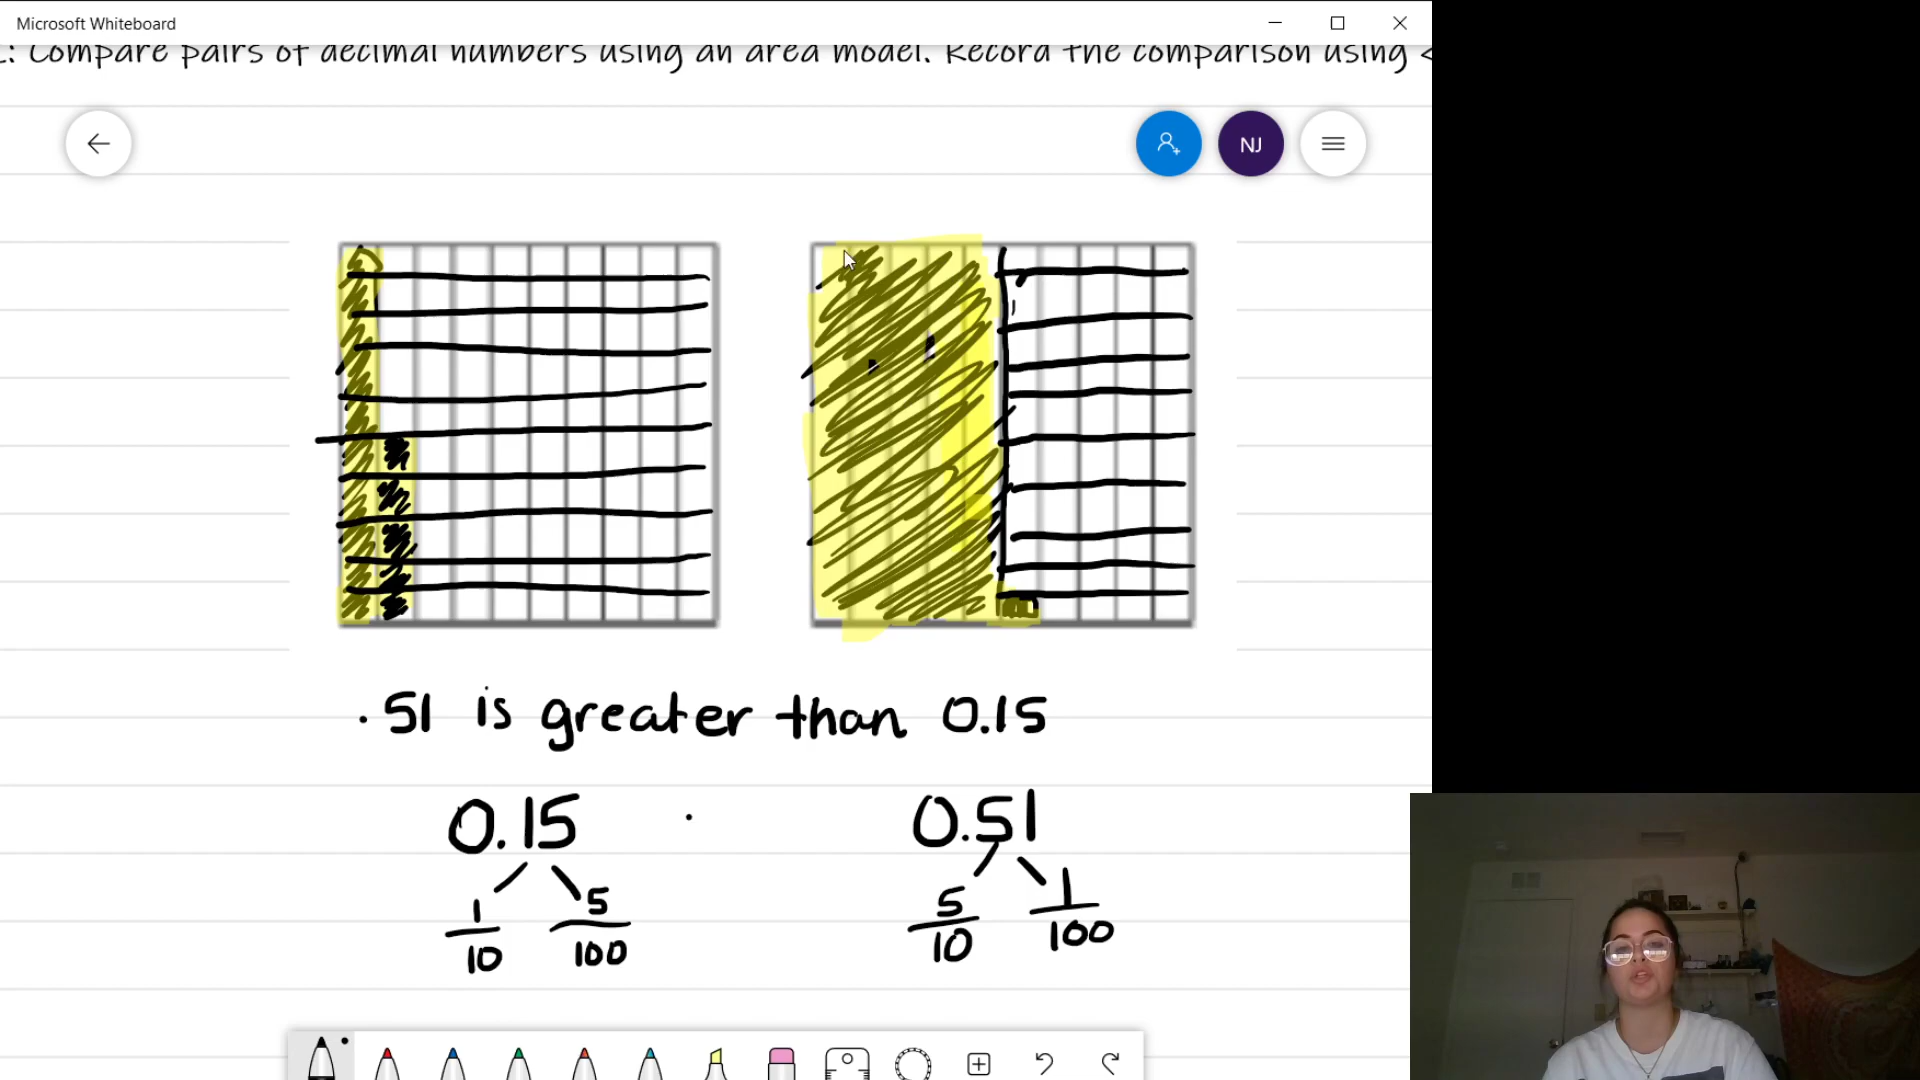 Microsoft Whiteboard
: Compare pairs of decimal numbers using an area model. Record the comparison using <
NJ
.51 is greater than 0.15
0.15 0.51
1/10 5/100 5/10 1/100